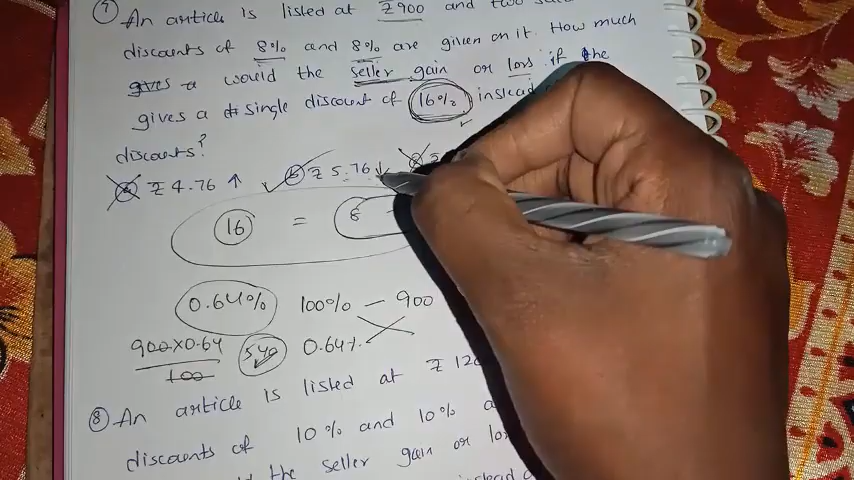 ⑦ An article is listed at ₹900 and two
discounts of 8% and 8% are given on it. How much
gives a would the seller gain or loss if the
gives a single discount of 16%, instead
discounts?
ⓐ ₹4.76 ↑ ⓑ ₹5.76 ↓
16 = 8
0.64% 100% — 900
900×0.64 0.64%
100
⑧ An article is listed at ₹
discounts of 10% and 10%
the seller gain or
instead